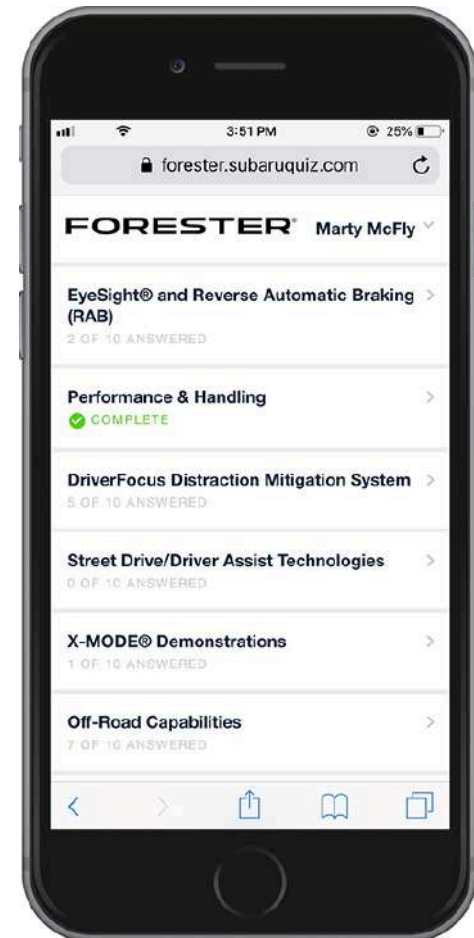 3:51 PM
25%
forester.subaruquiz.com
FORESTER®
Marty McFly
EyeSight® and Reverse Automatic Braking
(RAB)
2 OF 10 ANSWERED
Performance & Handling
COMPLETE
DriverFocus Distraction Mitigation System
5 OF 10 ANSWERED
Street Drive/Driver Assist Technologies
0 OF 10 ANSWERED
X-MODE® Demonstrations
1 OF 10 ANSWERED
Off-Road Capabilities
7 OF 10 ANSWERED